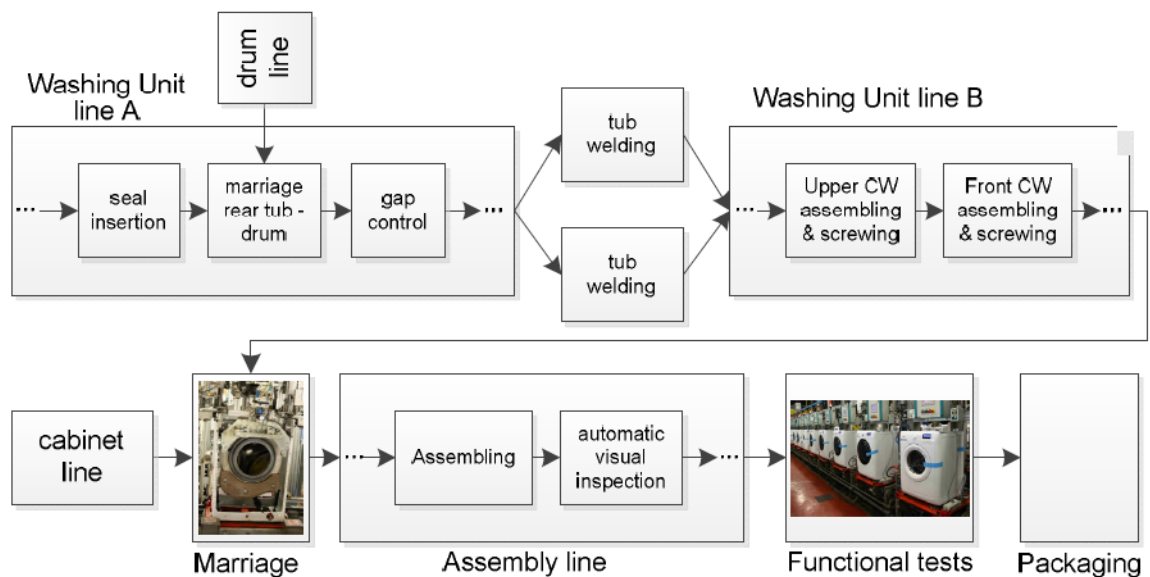 drum
line
Washing Unit
line A
Washing Unit line B
...
seal
insertion
marriage
rear tub -
drum
gap
control
...
tub
welding
tub
welding
...
Upper CW
assembling
& screwing
Front CW
assembling
& screwing
...
cabinet
line
Marriage
...
Assembling
automatic
visual
inspection
...
Assembly line
Functional tests
Packaging